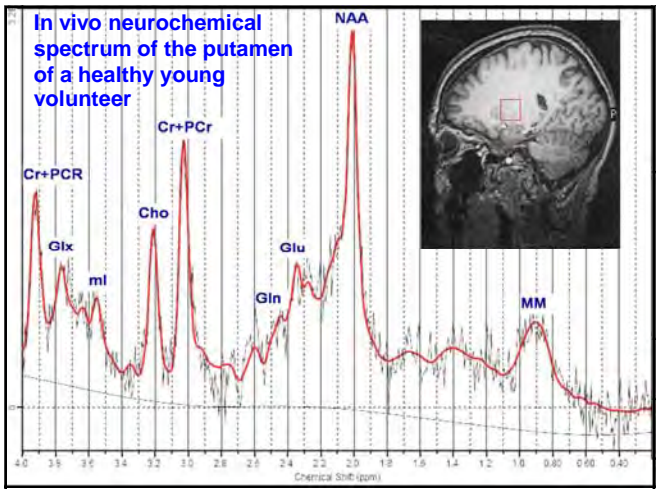 In vivo neurochemical
spectrum of the putamen
of a healthy young
volunteer
NAA
Cr+PCr
Cr+PCR
Cho
Glx
mI
Glu
Gln
MM
P
0
4.0 3.8 3.6 3.4 3.2 3.0 2.8 2.6 2.4 2.2 2.0 1.8 1.6 1.4 1.2 1.0 0.80 0.60 0.40
Chemical Shift (ppm)